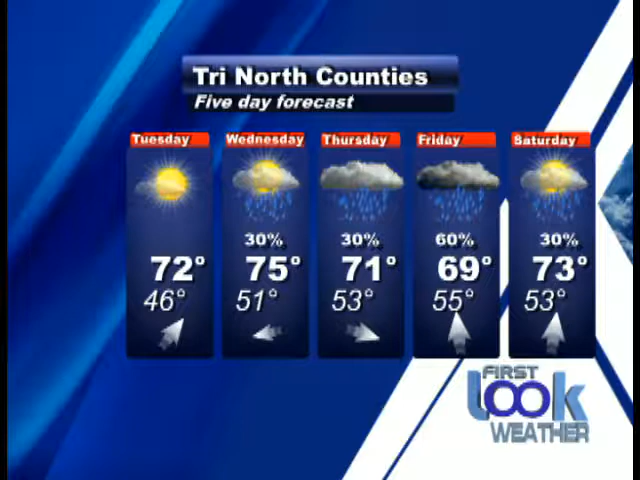 Tri North Counties
Five day forecast
Tuesday Wednesday Thursday Friday Saturday
30% 30% 60% 30%
72° 75° 71° 69° 73°
46° 51° 53° 55° 53°
FIRST
Look
WEATHER